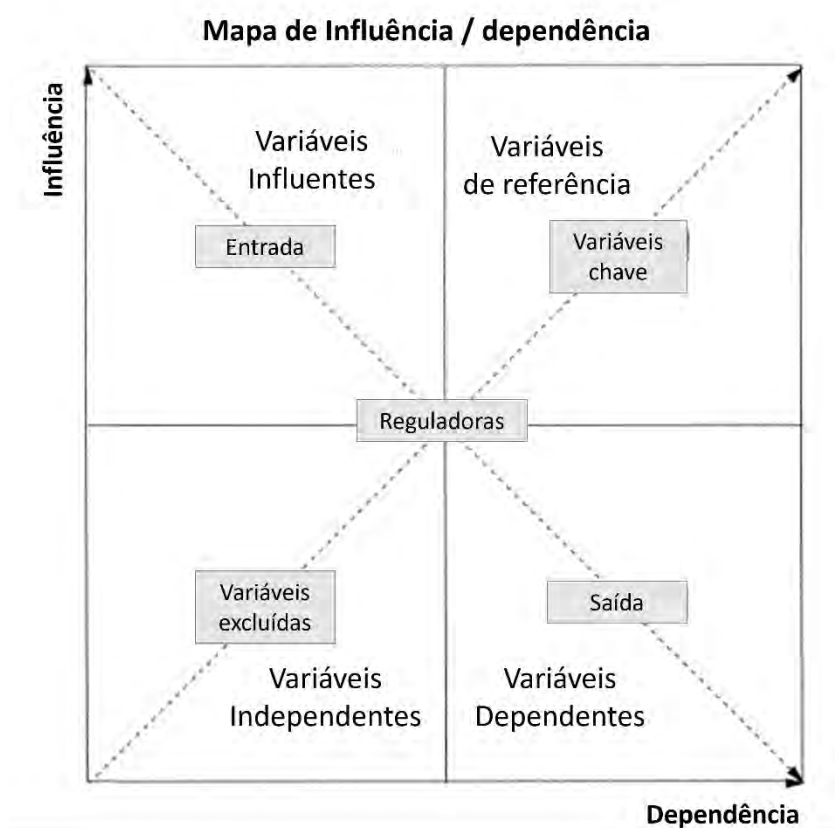 Mapa de Influência / dependência
Influência
Variáveis
Influentes
Variáveis
de referência
Entrada
Variáveis
chave
Reguladoras
Variáveis
excluídas
Saída
Variáveis
Independentes
Variáveis
Dependentes
Dependência